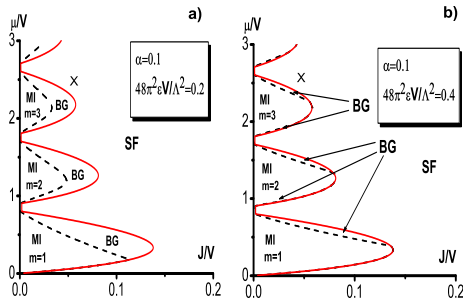 μ/V
a)
3
α=0.1
48π²εV/Λ²=0.2
X
MI
m=3
BG
2
SF
MI
m=2
BG
1
MI
m=1
BG
J/V
0
0.0
0.1
0.2
μ/V
b)
3
α=0.1
48π²εV/Λ²=0.4
X
MI
m=3
BG
2
BG
SF
MI
m=2
1
MI
m=1
J/V
0
0.0
0.1
0.2